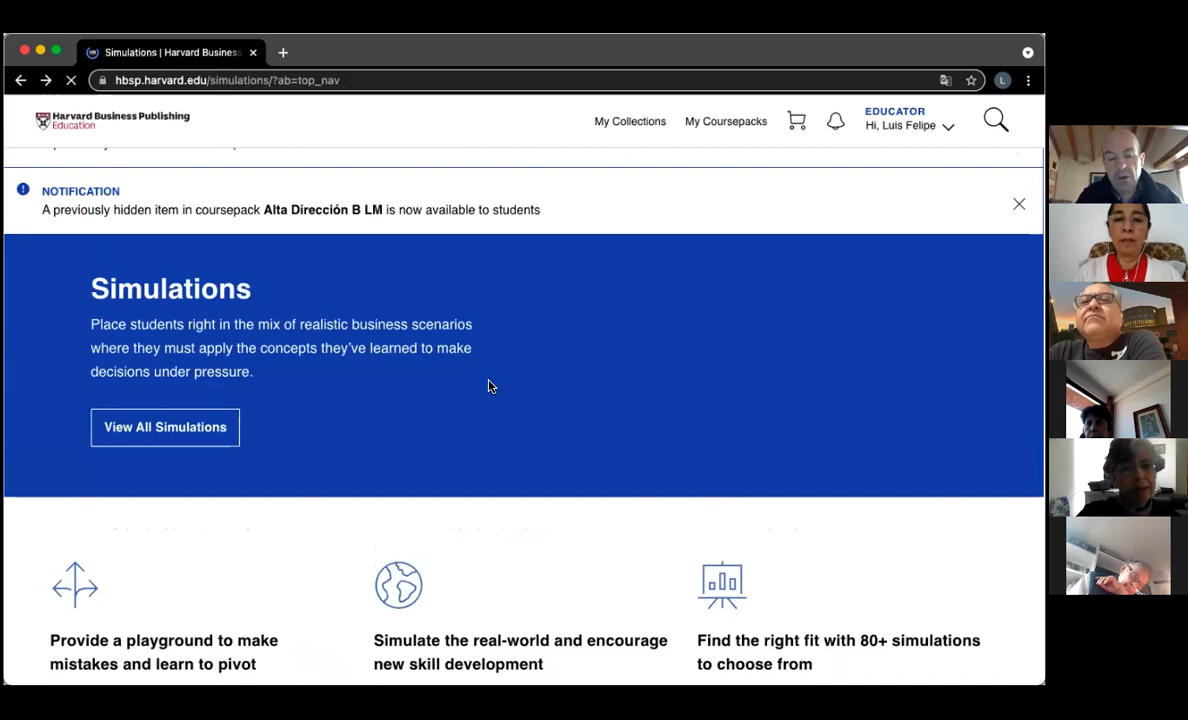 Simulations | Harvard Business
hbsp.harvard.edu/simulations/?ab=top_nav
L
Harvard Business Publishing
Education
My Collections
My Coursepacks
EDUCATOR
Hi, Luis Felipe
NOTIFICATION
A previously hidden item in coursepack Alta Dirección B LM is now available to students
Simulations
Place students right in the mix of realistic business scenarios
where they must apply the concepts they've learned to make
decisions under pressure.
View All Simulations
Provide a playground to make
mistakes and learn to pivot
Simulate the real-world and encourage
new skill development
Find the right fit with 80+ simulations
to choose from